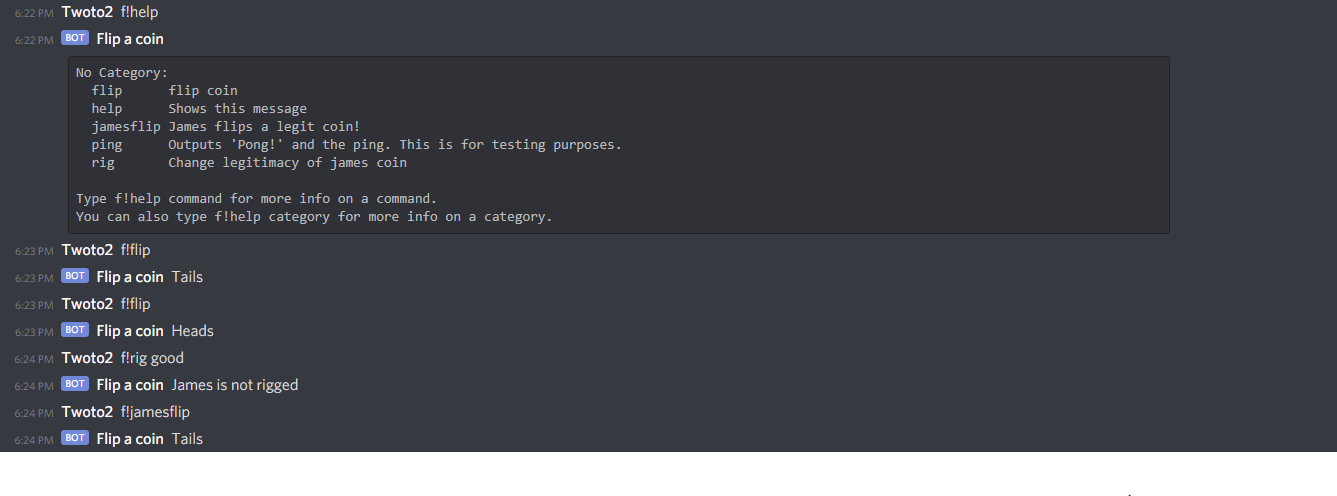 6:22 PM Twoto2 f!help
6:22 PM BOT Flip a coin
No Category:
  flip      flip coin
  help      Shows this message
  jamesflip James flips a legit coin!
  ping      Outputs 'Pong!' and the ping. This is for testing purposes.
  rig       Change legitimacy of james coin
Type f!help command for more info on a command.
You can also type f!help category for more info on a category.
6:23 PM Twoto2 f!flip
6:23 PM BOT Flip a coin Tails
6:23 PM Twoto2 f!flip
6:23 PM BOT Flip a coin Heads
6:24 PM Twoto2 f!rig good
6:24 PM BOT Flip a coin James is not rigged
6:24 PM Twoto2 f!jamesflip
6:24 PM BOT Flip a coin Tails